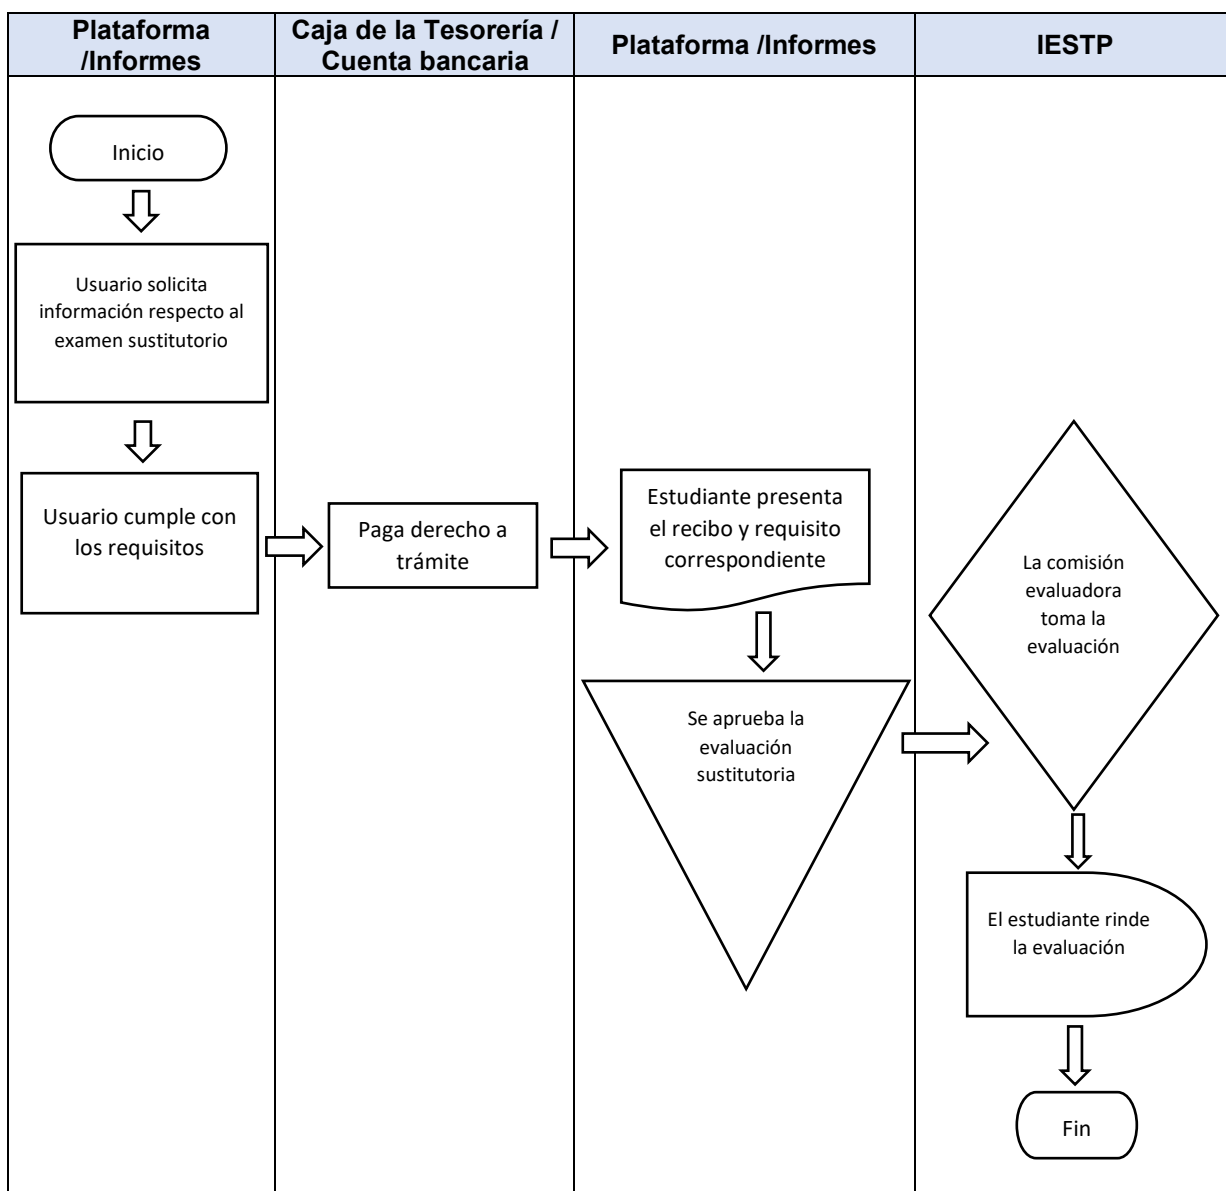 Plataforma
/Informes
Caja de la Tesorería /
Cuenta bancaria
Plataforma /Informes
IESTP
Inicio
Usuario solicita
información respecto al
examen sustitutorio
Usuario cumple con
los requisitos
Paga derecho a
trámite
Estudiante presenta
el recibo y requisito
correspondiente
Se aprueba la
evaluación
sustitutoria
La comisión
evaluadora
toma la
evaluación
El estudiante rinde
la evaluación
Fin